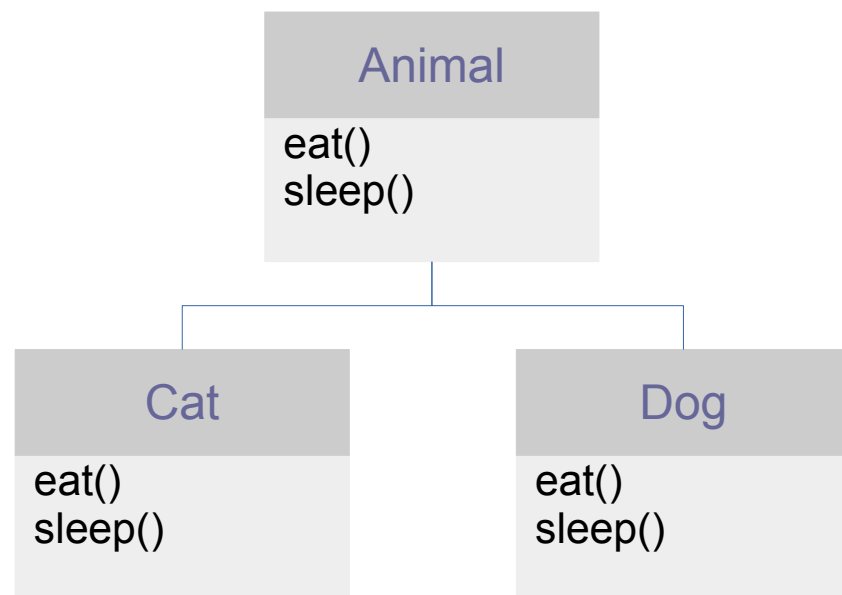 Animal
eat()
sleep()
Cat
eat()
sleep()
Dog
eat()
sleep()